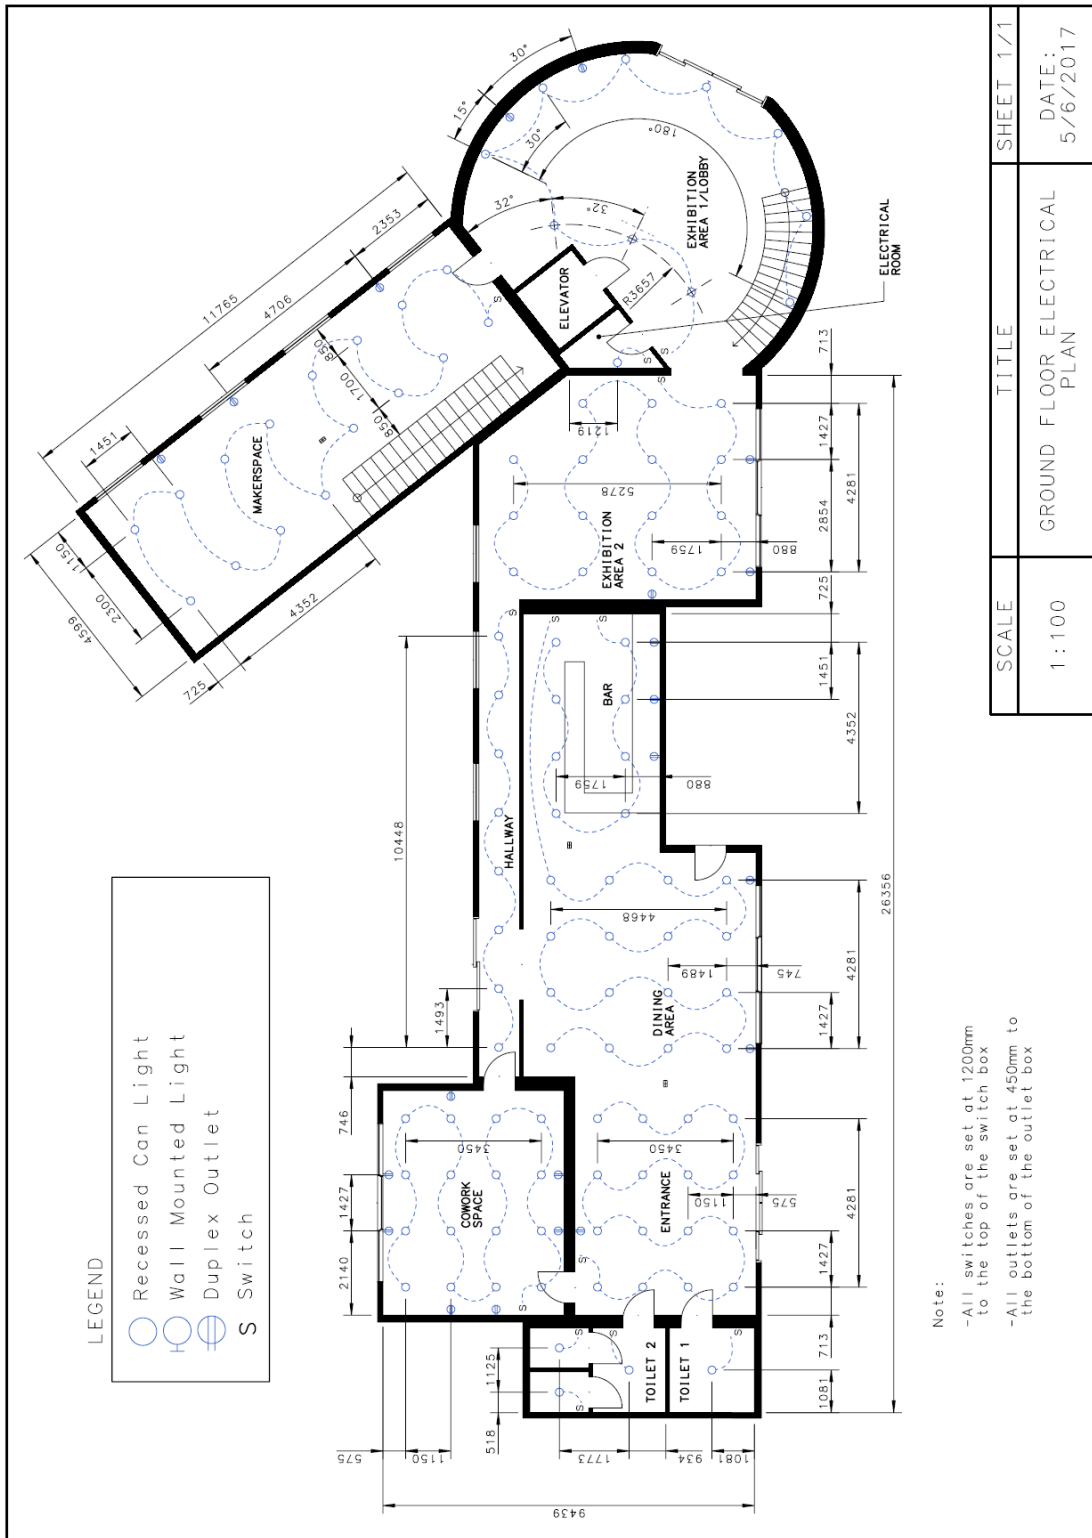 SHEET 1/1
DATE:
5/6/2017
TITLE
GROUND FLOOR ELECTRICAL
PLAN
SCALE
1:100
LEGEND
Recessed Can Light
Wall Mounted Light
Duplex Outlet
S Switch
Note:
-All switches are set at 1200mm
to the top of the switch box
-All outlets are set at 450mm to
the bottom of the outlet box
30°
15°
30°
180°
32°
32°
R3657
EXHIBITION
AREA 1/LOBBY
ELECTRICAL
ROOM
ELEVATOR
11765
2353
4706
1451
850
1700
850
MAKERSPACE
1150
2300
4599
725
4352
1219
5278
EXHIBITION
AREA 2
1759
880
713
1427
2854
4281
725
BAR
1759
880
1451
4352
HALLWAY
10448
1493
746
4468
1489
745
DINING
AREA
4281
1427
26356
3450
COWORK
SPACE
1427
2140
3450
ENTRANCE
1150
575
4281
1427
713
1081
TOILET 2
TOILET 1
1125
518
575
1150
1773
934
1081
9439
S
S
S
S
S
S
S
S
S
S
S
S
S